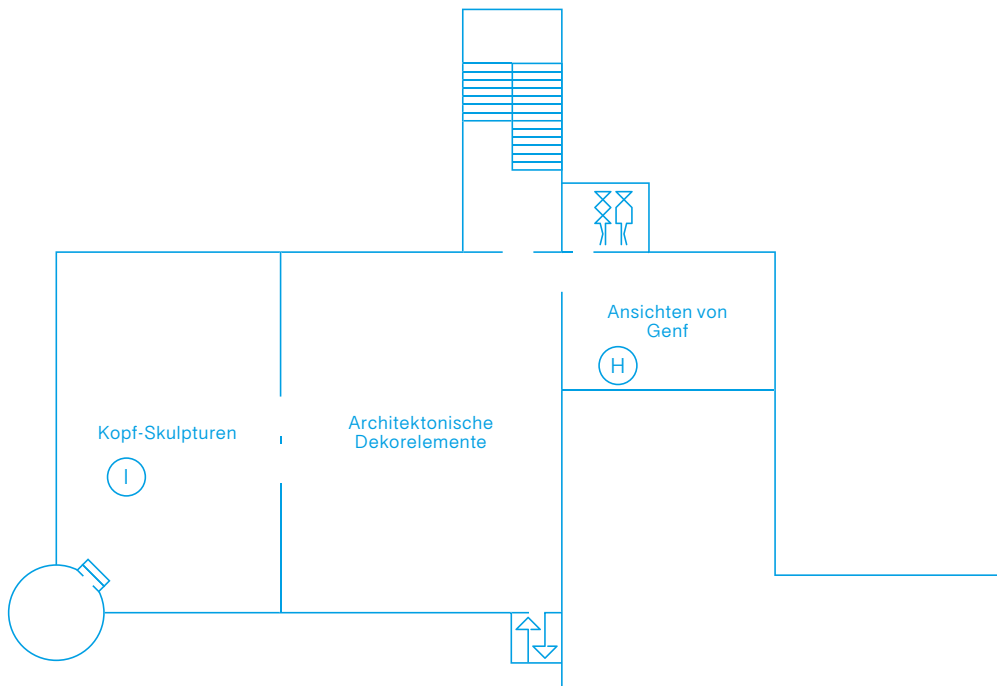 Ansichten von
Genf
H
Architektonische
Dekorelemente
Kopf-Skulpturen
I